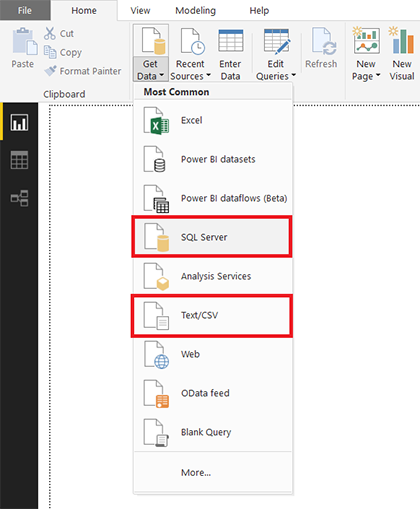 File Home View Modeling Help
Paste
Cut
Copy
Format Painter
Clipboard
Get Data
Recent Sources
Enter Data
Edit Queries
Refresh
New Page
New Visual
Most Common
Excel
Power BI datasets
Power BI dataflows (Beta)
SQL Server
Analysis Services
Text/CSV
Web
OData feed
Blank Query
More...